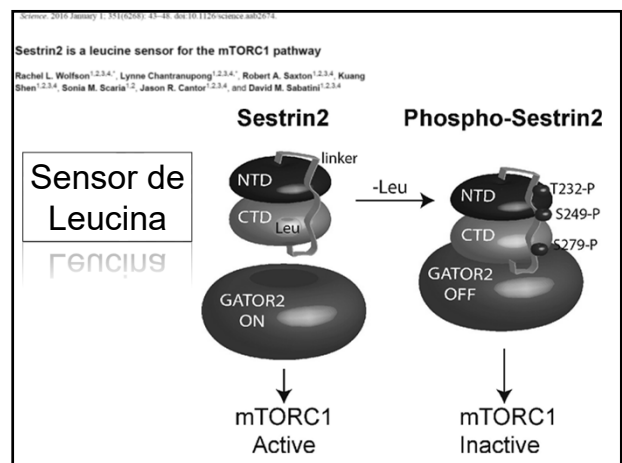 Science. 2016 January 1; 351(6268): 43–48. doi:10.1126/science.aab2674.
Sestrin2 is a leucine sensor for the mTORC1 pathway
Rachel L. Wolfson1,2,3,4,*, Lynne Chantranupong1,2,3,4,*, Robert A. Saxton1,2,3,4, Kuang
Shen1,2,3,4, Sonia M. Scaria1,2, Jason R. Cantor1,2,3,4, and David M. Sabatini1,2,3,4
Sestrin2
Phospho-Sestrin2
Sensor de
Leucina
linker
NTD
CTD
Leu
GATOR2
ON
mTORC1
Active
-Leu
NTD
T232-P
S249-P
CTD
S279-P
GATOR2
OFF
mTORC1
Inactive